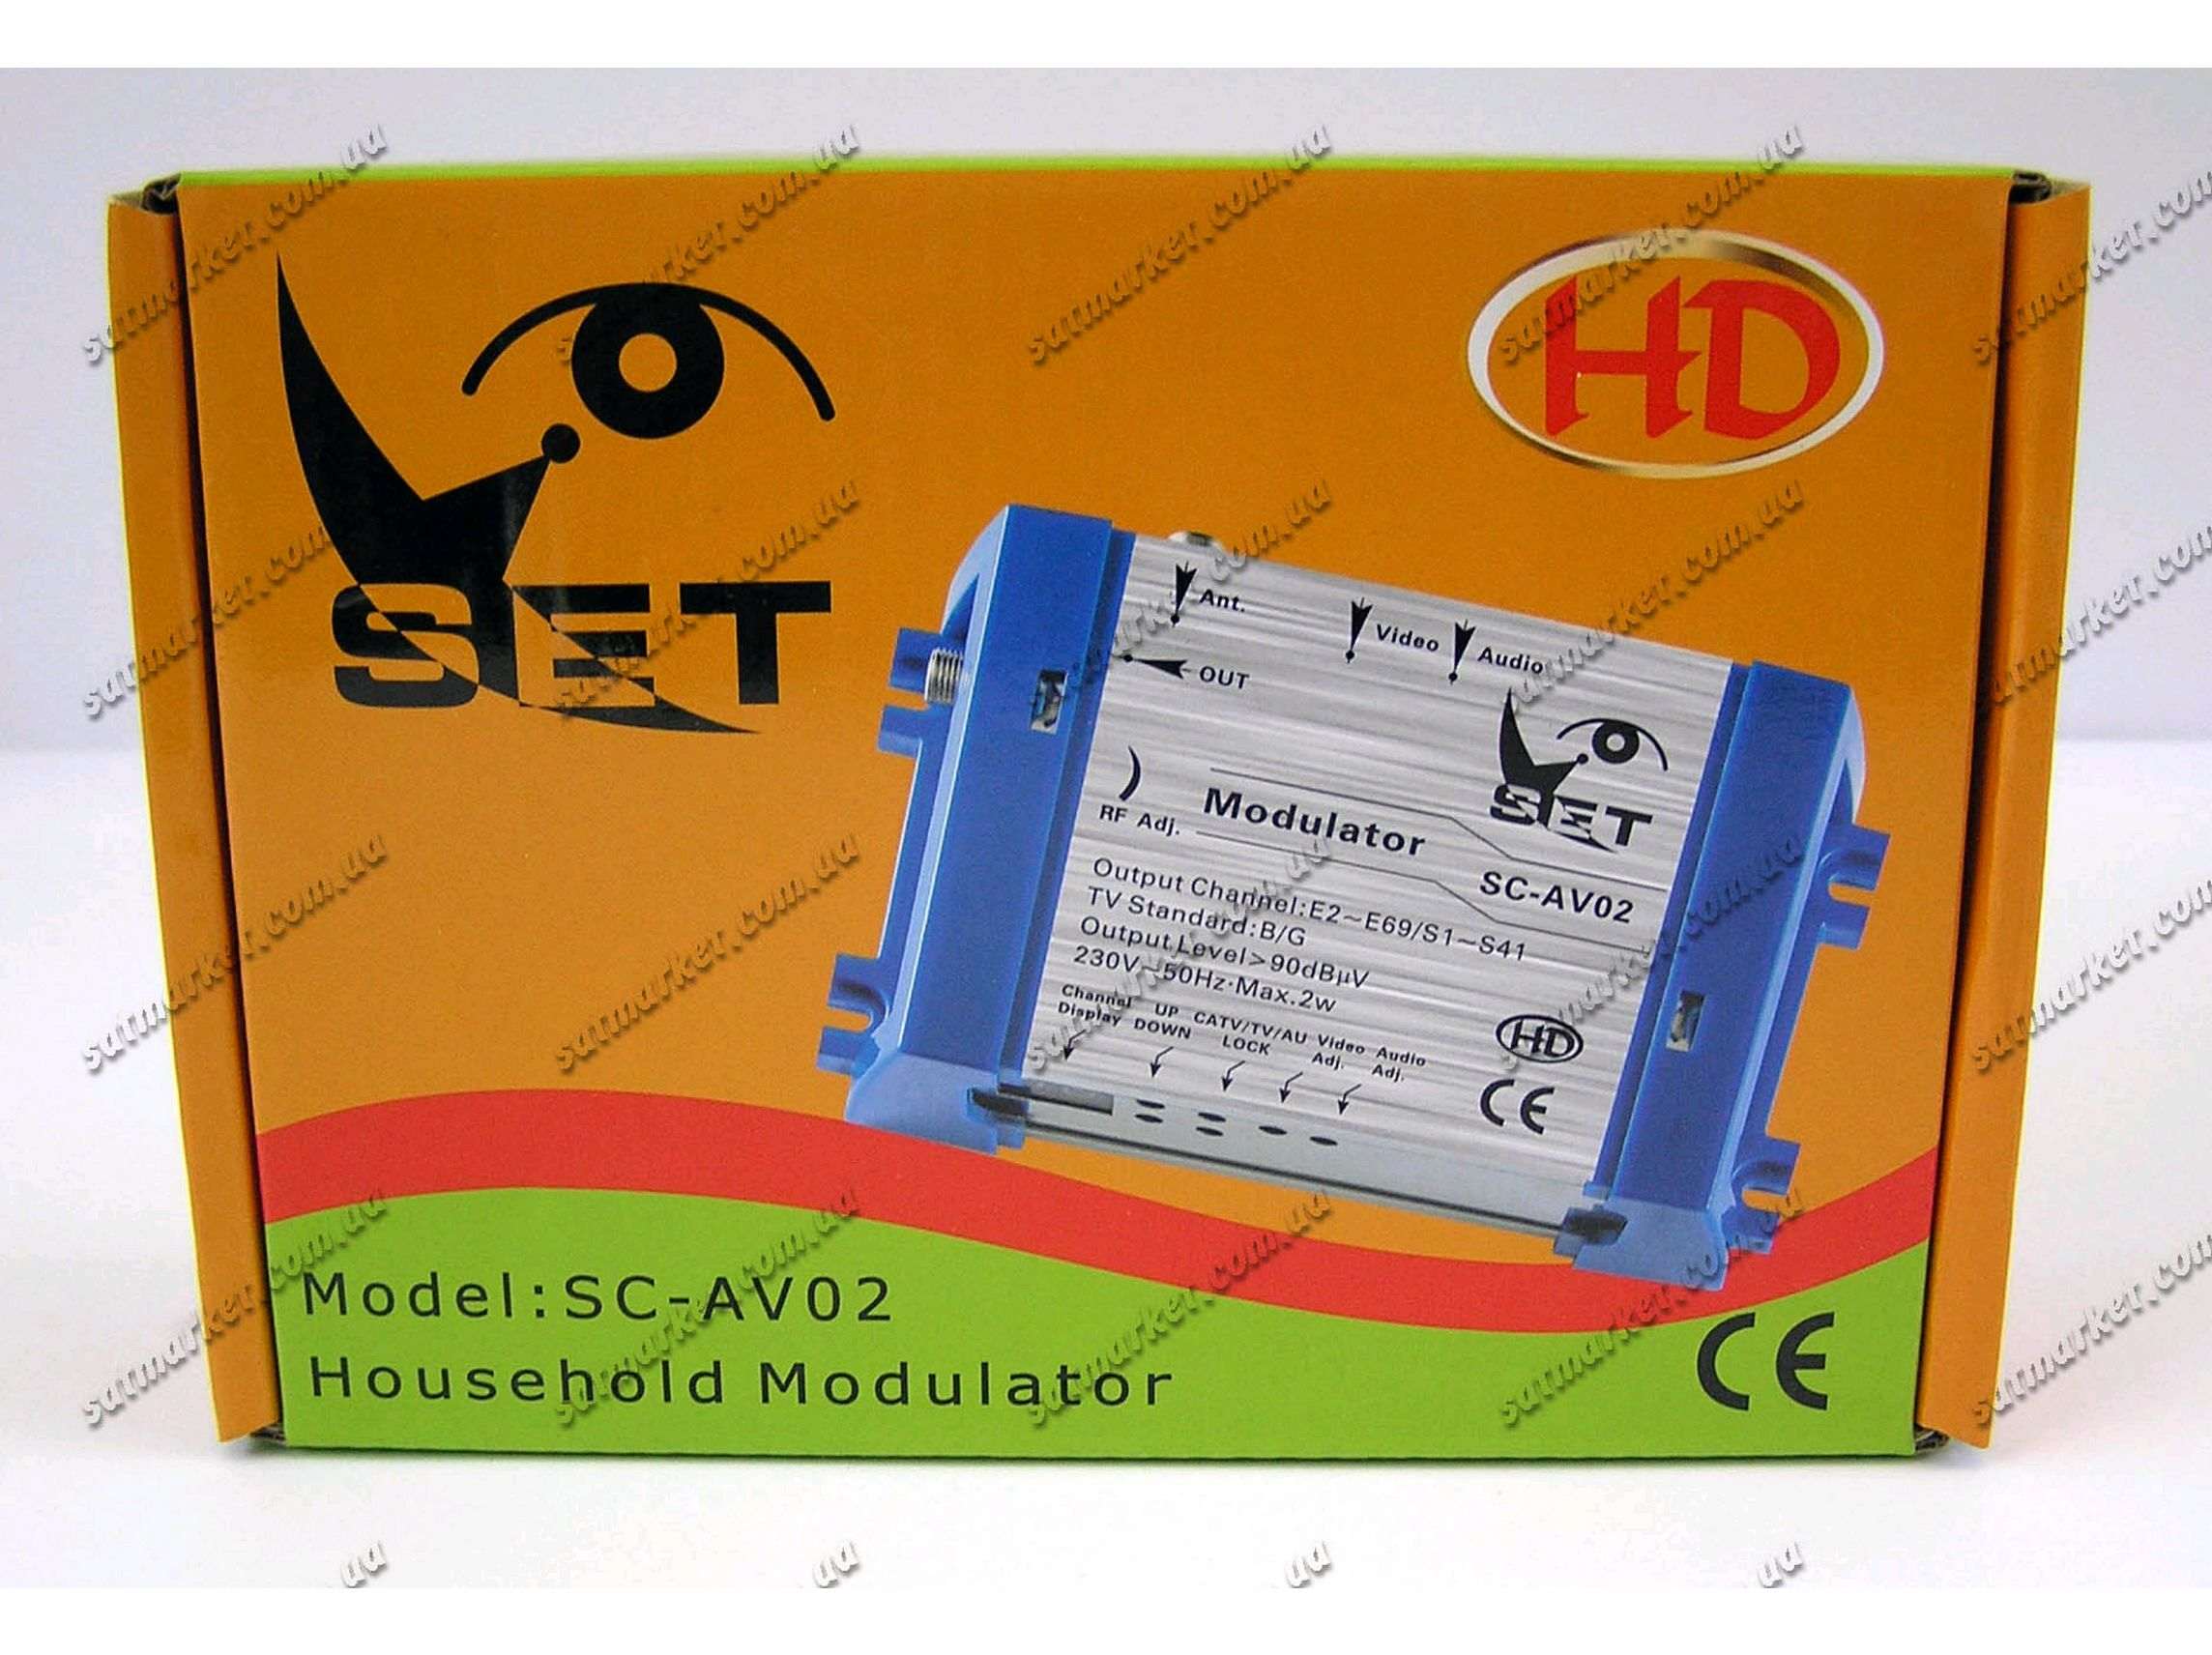 HD
SET
Ant.
Video
Audio
OUT
SET
RF Adj.
Modulator
SC-AV02
Output Channel:E2~E69/S1~S41
TV Standard:B/G
Output Level>90dBμV
230V~50Hz·Max.2w
Channel Display
UP DOWN
CATV/TV/AU LOCK
Video Adj.
Audio Adj.
HD
CE
Model:SC-AV02
Household Modulator
CE
satmarket.com.ua